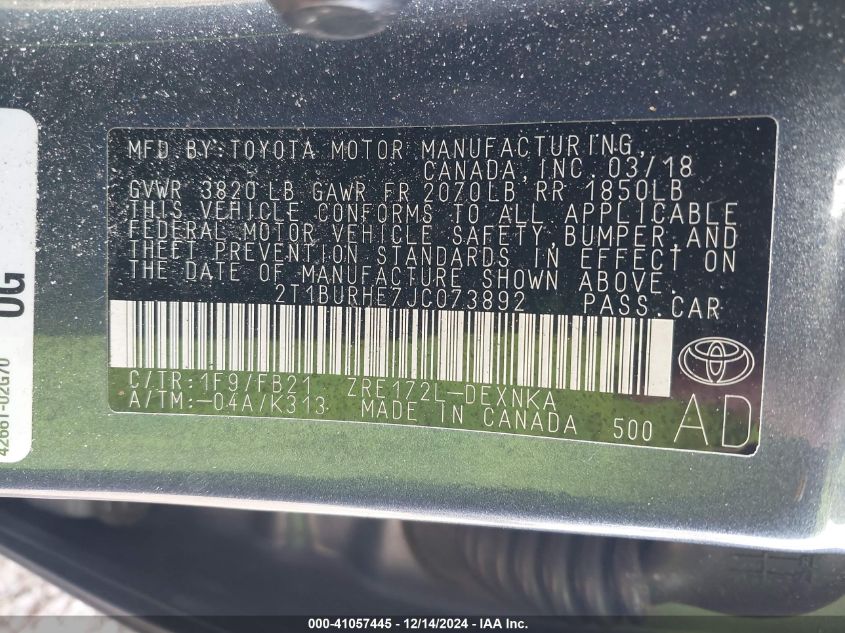 MFD.BY:TOYOTA MOTOR MANUFACTURING,
CANADA,INC. 03/18
GVWR 3820 LB GAWR FR 2070LB RR 1850LB
THIS VEHICLE CONFORMS TO ALL APPLICABLE
FEDERAL MOTOR VEHICLE SAFETY,BUMPER,AND
THEFT PREVENTION STANDARDS IN EFFECT ON
THE DATE OF MANUFACTURE SHOWN ABOVE.
2T1BURHE7JC073892 PASS.CAR
C/TR:1F9/FB21 ZRE172L-DEXNKA
A/TM:-04A/K313 MADE IN CANADA 500 AD
0G
42661-02G70
000-41057445 - 12/14/2024 - IAA Inc.